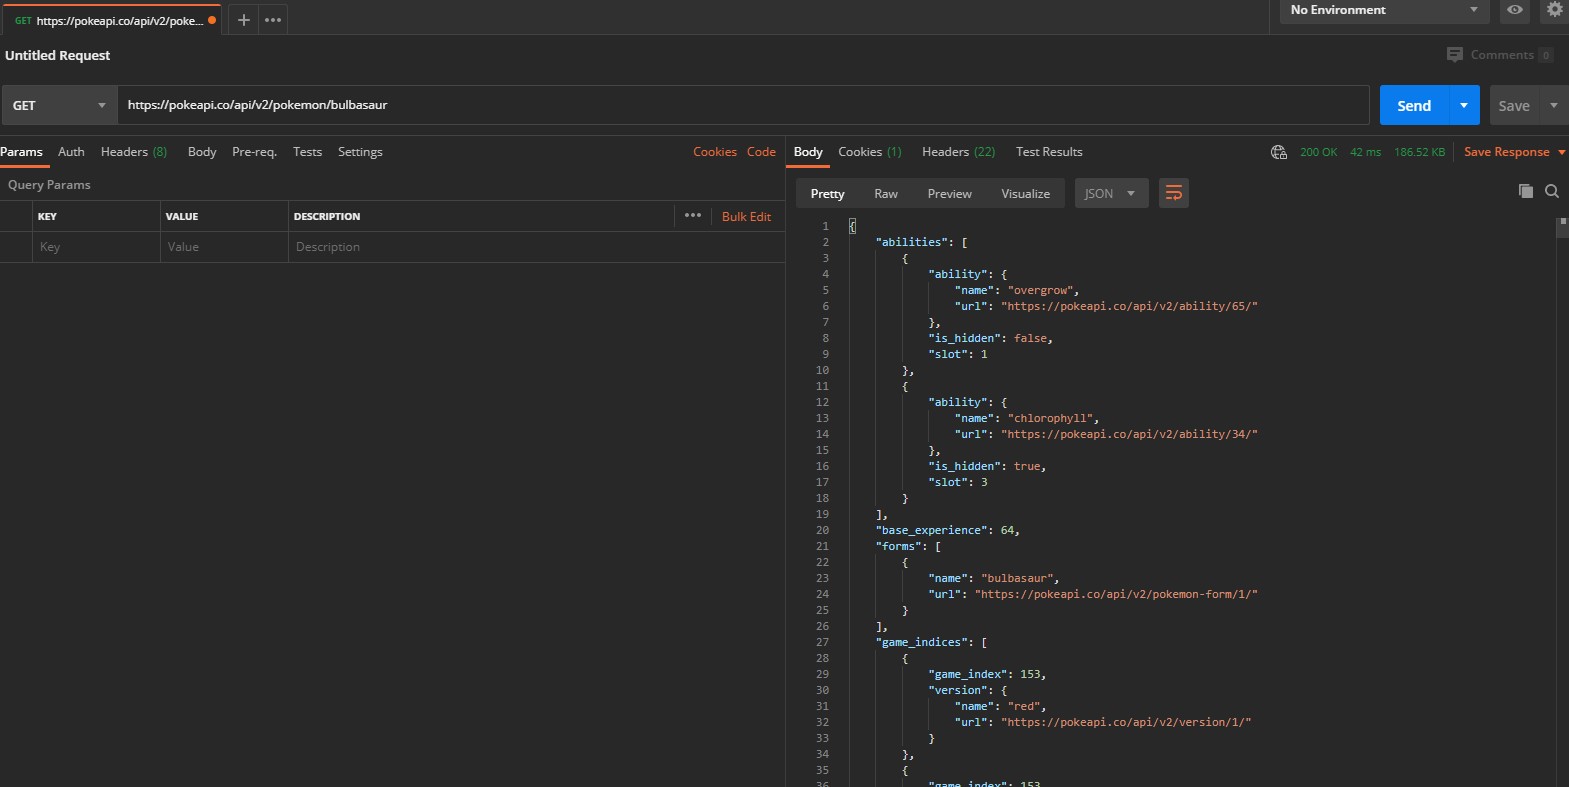 GET https://pokeapi.co/api/v2/poke...
No Environment
Untitled Request
Comments 0
GET https://pokeapi.co/api/v2/pokemon/bulbasaur Send Save
Params Auth Headers (8) Body Pre-req. Tests Settings Cookies Code
Query Params
KEY VALUE DESCRIPTION Bulk Edit
Key Value Description
Body Cookies (1) Headers (22) Test Results 200 OK 42 ms 186.52 KB Save Response
Pretty Raw Preview Visualize JSON
1 {
2 "abilities": [
3 {
4 "ability": {
5 "name": "overgrow",
6 "url": "https://pokeapi.co/api/v2/ability/65/"
7 },
8 "is_hidden": false,
9 "slot": 1
10 },
11 {
12 "ability": {
13 "name": "chlorophyll",
14 "url": "https://pokeapi.co/api/v2/ability/34/"
15 },
16 "is_hidden": true,
17 "slot": 3
18 }
19 ],
20 "base_experience": 64,
21 "forms": [
22 {
23 "name": "bulbasaur",
24 "url": "https://pokeapi.co/api/v2/pokemon-form/1/"
25 }
26 ],
27 "game_indices": [
28 {
29 "game_index": 153,
30 "version": {
31 "name": "red",
32 "url": "https://pokeapi.co/api/v2/version/1/"
33 }
34 },
35 {
36 "game_index": 153